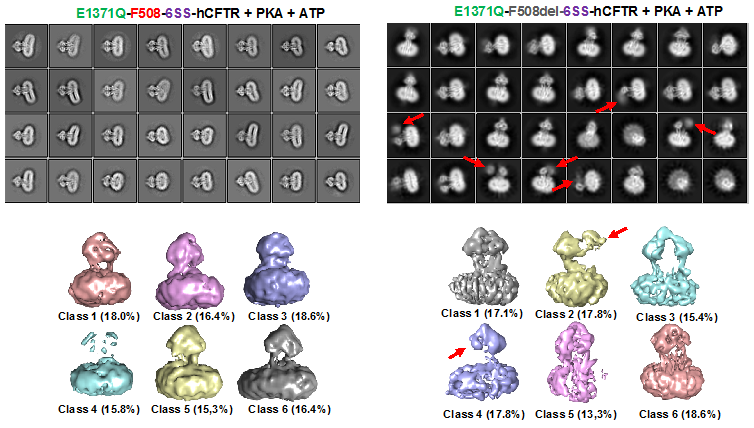 E1371Q-F508-6SS-hCFTR + PKA + ATP
E1371Q-F508del-6SS-hCFTR + PKA + ATP
Class 1 (18.0%) Class 2 (16.4%) Class 3 (18.6%)
Class 4 (15.8%) Class 5 (15,3%) Class 6 (16.4%)
Class 1 (17.1%) Class 2 (17.8%) Class 3 (15.4%)
Class 4 (17.8%) Class 5 (13,3%) Class 6 (18.6%)